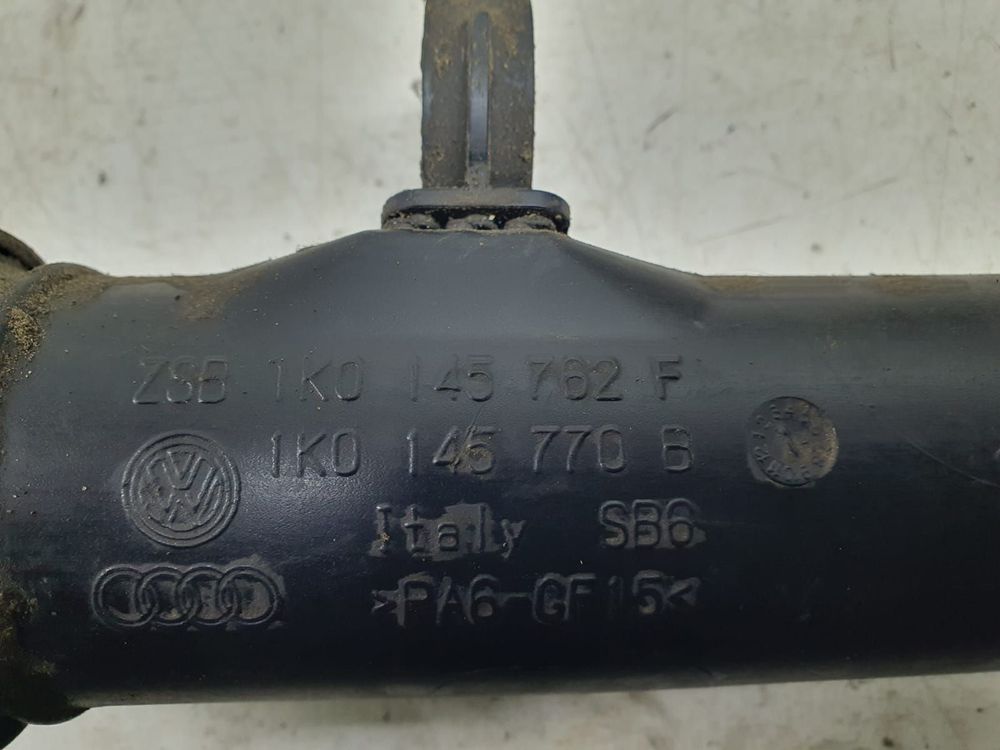 ZSB 1K0 145 762 F
1K0 145 770 B
Italy SB6
>PA6-GF15<